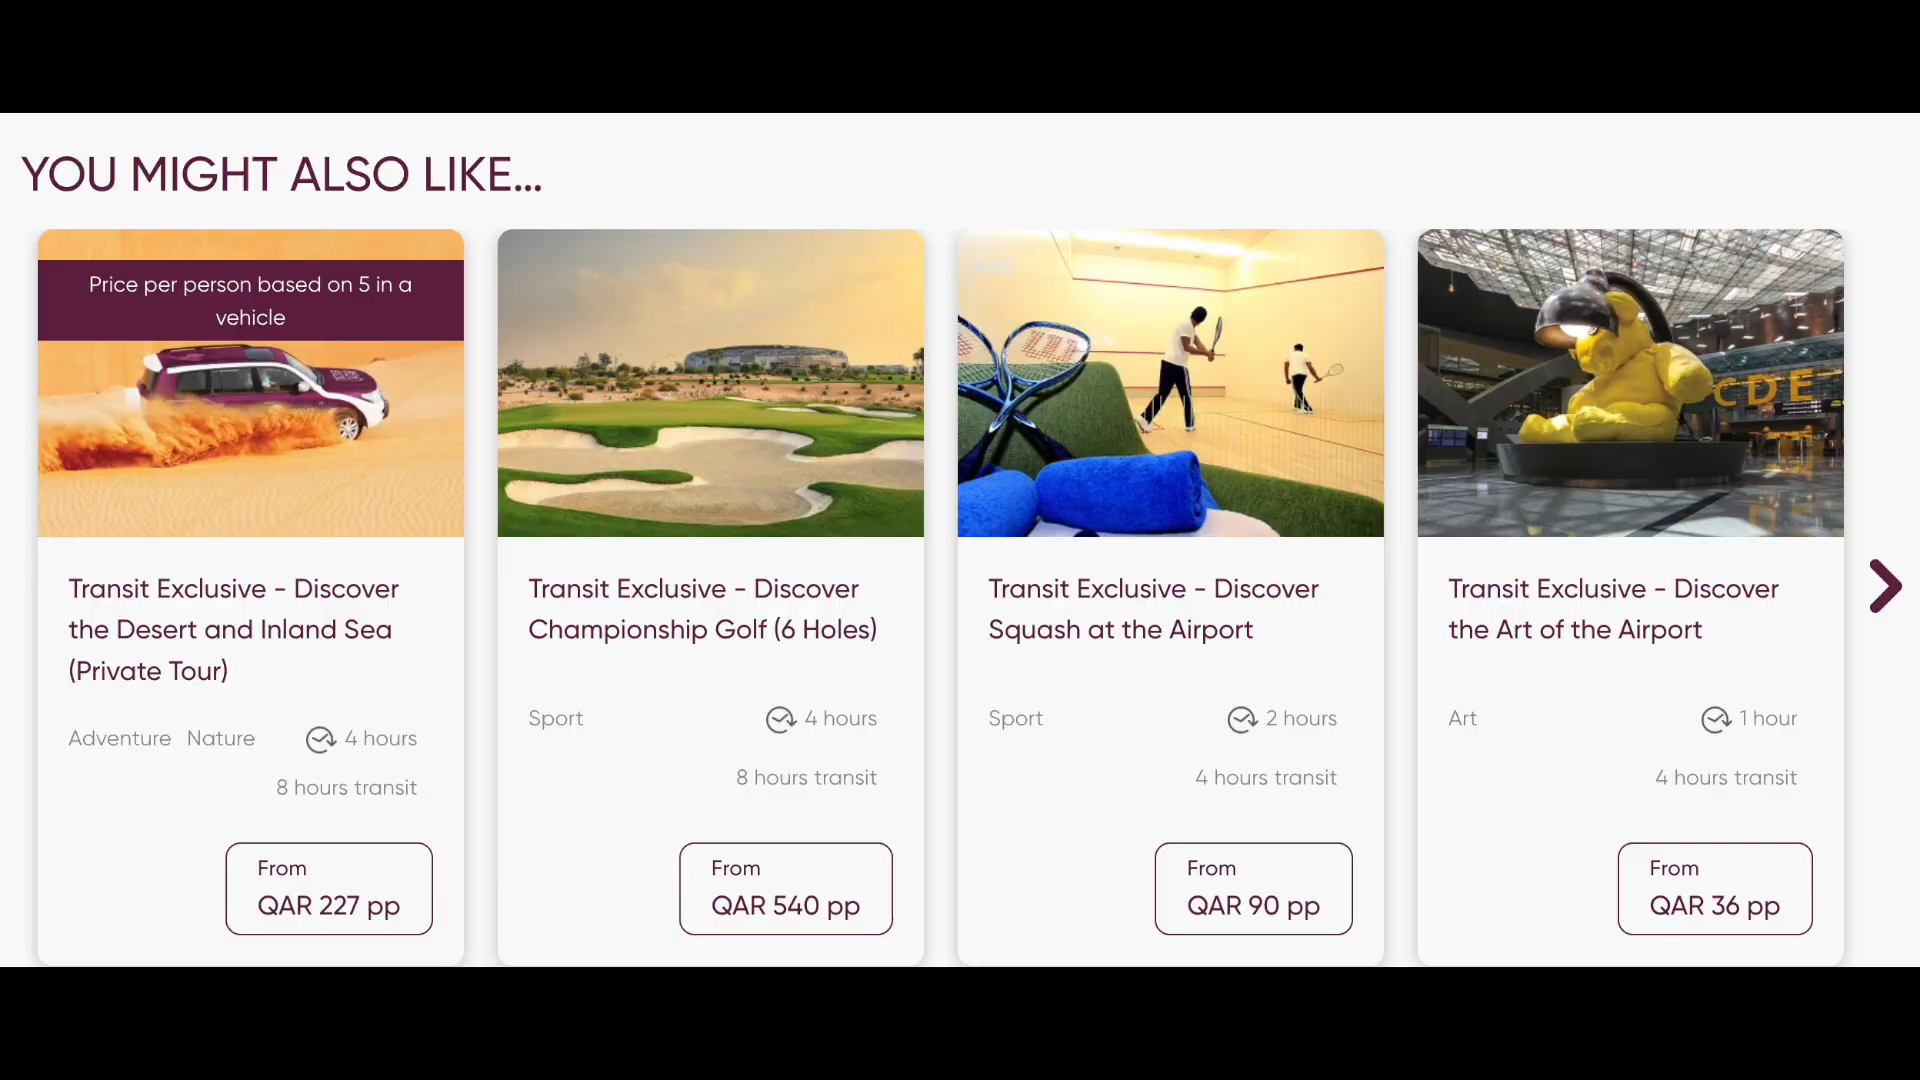 YOU MIGHT ALSO LIKE...
Price per person based on 5 in a
vehicle
Transit Exclusive - Discover
the Desert and Inland Sea
(Private Tour)
Adventure Nature 4 hours
8 hours transit
From
QAR 227 pp
Transit Exclusive - Discover
Championship Golf (6 Holes)
Sport 4 hours
8 hours transit
From
QAR 540 pp
Transit Exclusive - Discover
Squash at the Airport
Sport 2 hours
4 hours transit
From
QAR 90 pp
C D E
Transit Exclusive - Discover
the Art of the Airport
Art 1 hour
4 hours transit
From
QAR 36 pp